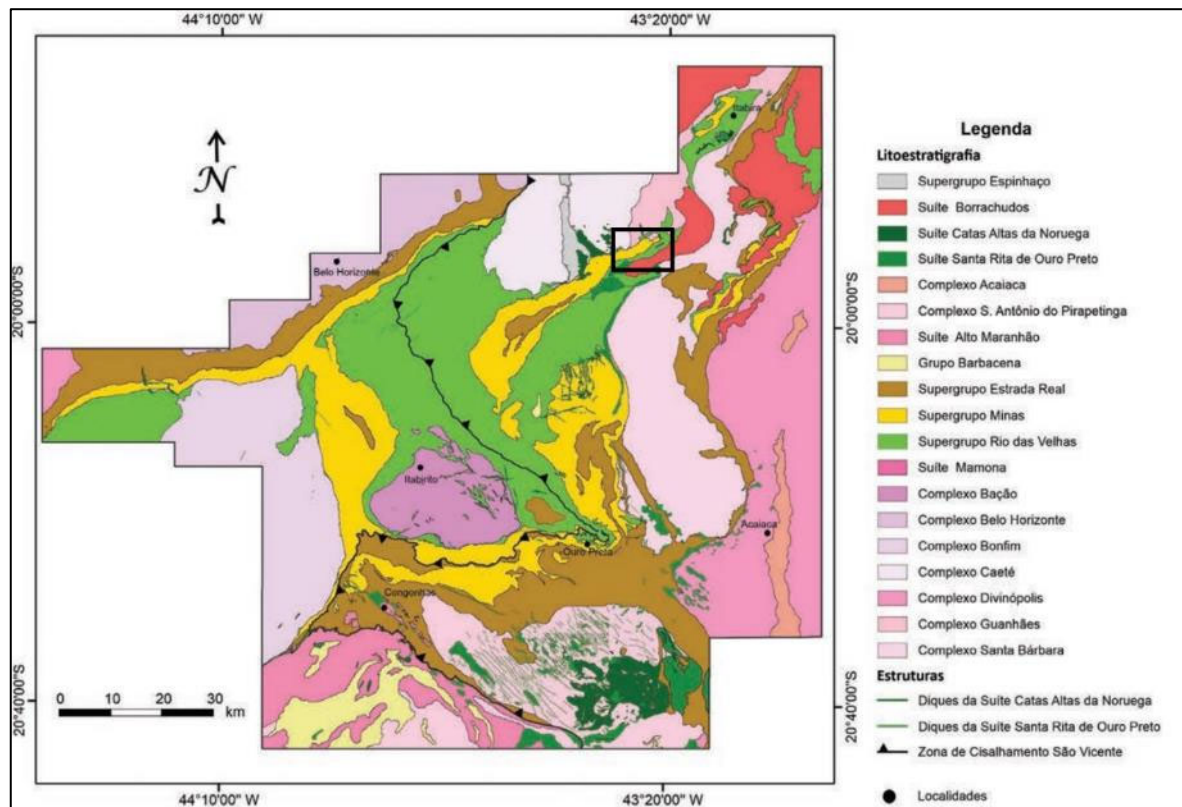 44°10'00" W
43°20'00" W
N
Itabira
Belo Horizonte
20°00'00"S
20°00'00"S
Itabirito
Acaiaca
Ouro Preto
Congonhas
0 10 20 30
km
20°40'00"S
20°40'00"S
44°10'00" W
43°20'00" W
Legenda
Litoestratigrafia
Supergrupo Espinhaço
Suíte Borrachudos
Suíte Catas Altas da Noruega
Suíte Santa Rita de Ouro Preto
Complexo Acaiaca
Complexo S. Antônio do Pirapetinga
Suíte Alto Maranhão
Grupo Barbacena
Supergrupo Estrada Real
Supergrupo Minas
Supergrupo Rio das Velhas
Suíte Mamona
Complexo Bação
Complexo Belo Horizonte
Complexo Bonfim
Complexo Caeté
Complexo Divinópolis
Complexo Guanhães
Complexo Santa Bárbara
Estruturas
Diques da Suíte Catas Altas da Noruega
Diques da Suíte Santa Rita de Ouro Preto
Zona de Cisalhamento São Vicente
Localidades